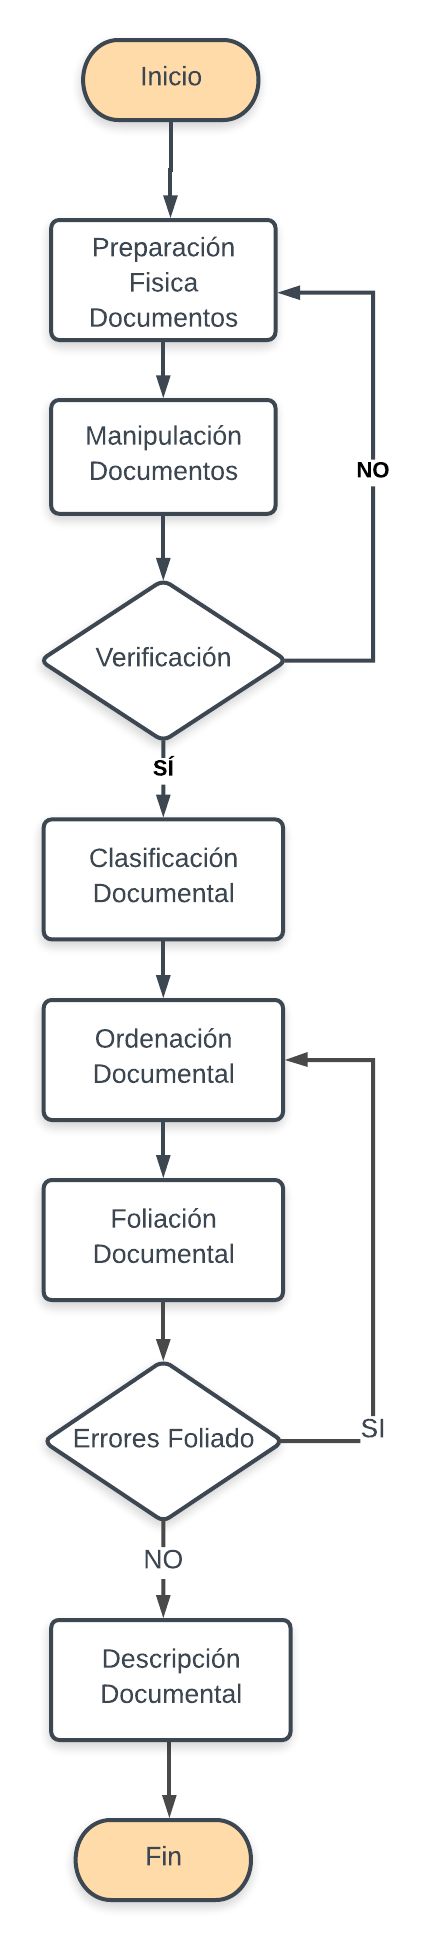 Inicio
Preparación
Fisica
Documentos
Manipulación
Documentos
NO
Verificación
SÍ
Clasificación
Documental
Ordenación
Documental
Foliación
Documental
Errores Foliado
SI
NO
Descripción
Documental
Fin